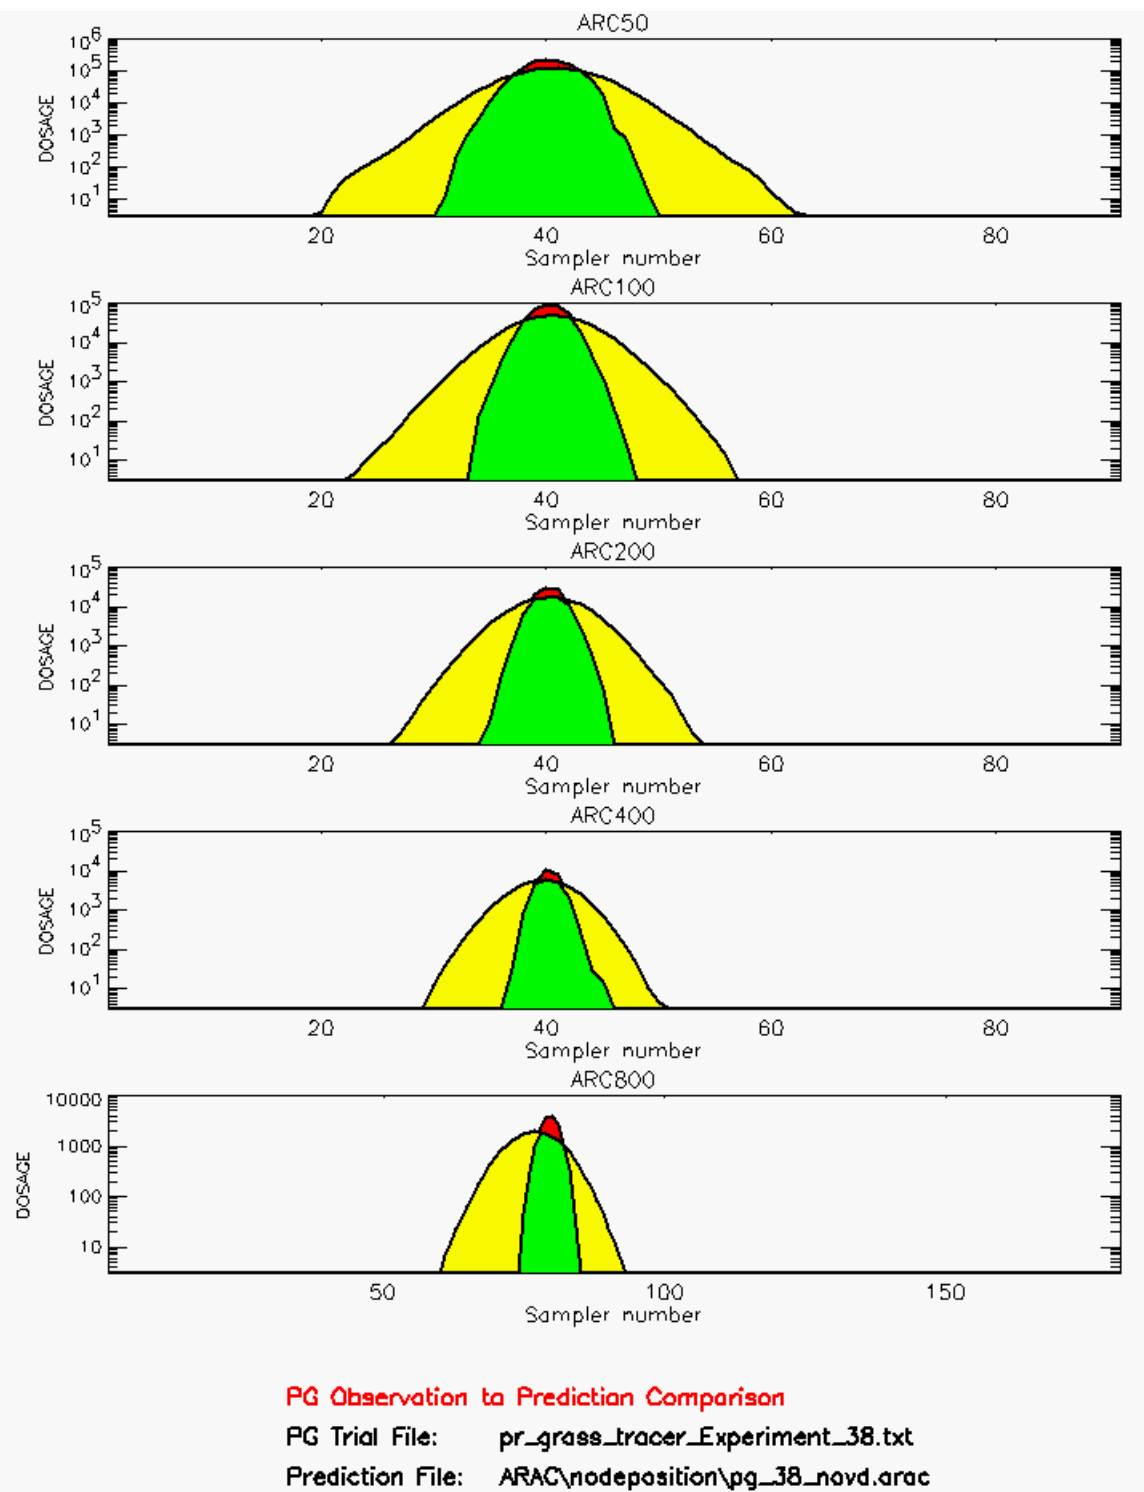 ARC50
10^6
10^5
10^4
10^3
10^2
10^1
DOSAGE
20 40 60 80
Sampler number
ARC100
10^5
10^4
10^3
10^2
10^1
DOSAGE
20 40 60 80
Sampler number
ARC200
10^5
10^4
10^3
10^2
10^1
DOSAGE
20 40 60 80
Sampler number
ARC400
10^5
10^4
10^3
10^2
10^1
DOSAGE
20 40 60 80
Sampler number
ARC800
10000
1000
100
10
DOSAGE
50 100 150
Sampler number
PG Observation to Prediction Comparison
PG Trial File: pr_grass_tracer_Experiment_38.txt
Prediction File: ARAC\nodeposition\pg_38_novd.arac